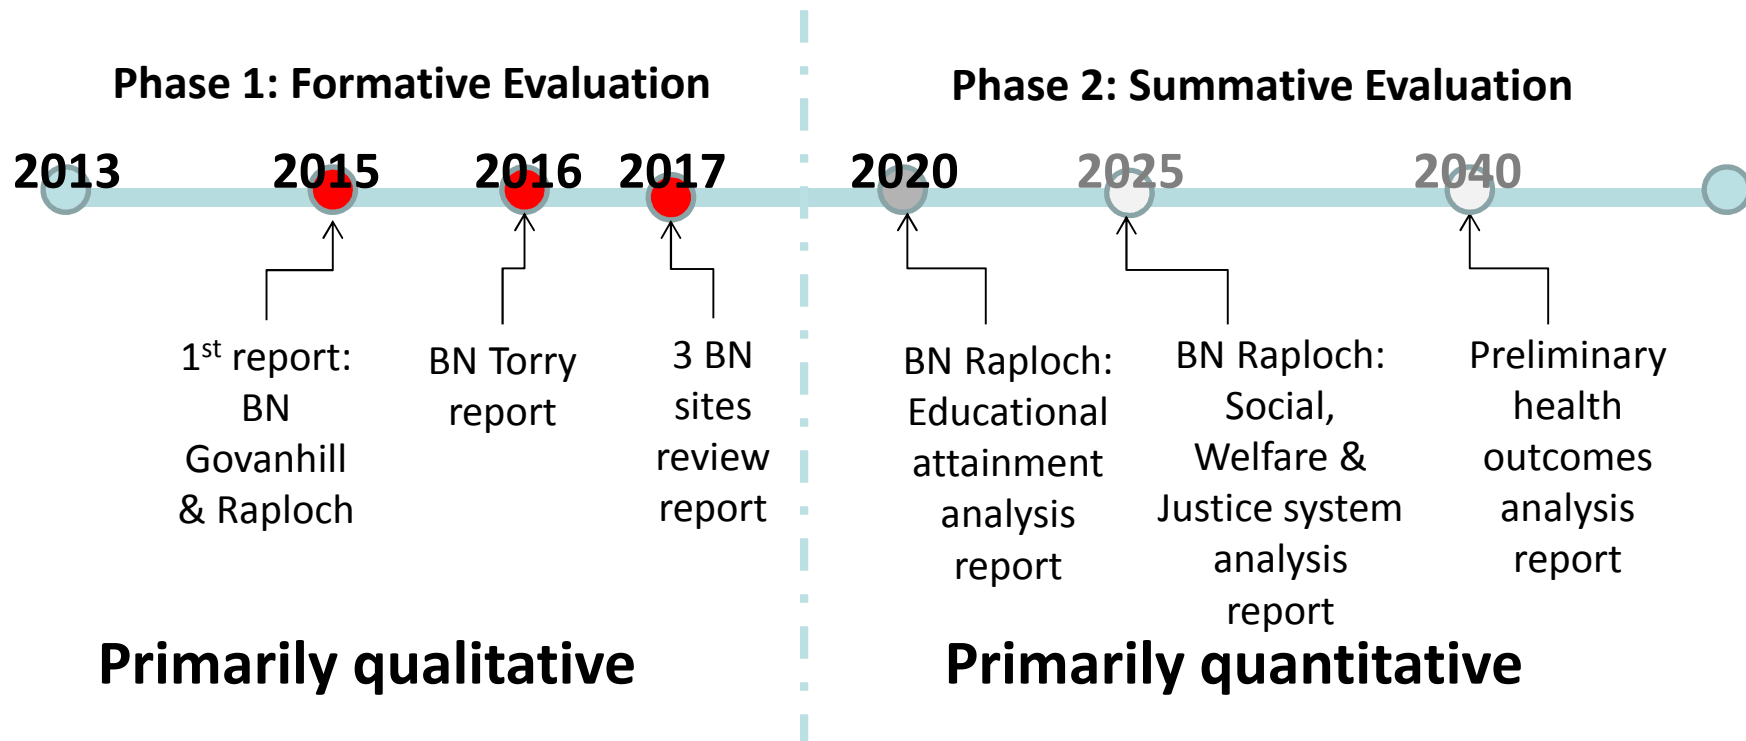 Phase 1: Formative Evaluation
Phase 2: Summative Evaluation
2013
2015
2016
2017
2020
2025
2040
1st report:
BN
Govanhill
& Raploch
BN Torry
report
3 BN
sites
review
report
BN Raploch:
Educational
attainment
analysis
report
BN Raploch:
Social,
Welfare &
Justice system
analysis
report
Preliminary
health
outcomes
analysis
report
Primarily qualitative
Primarily quantitative